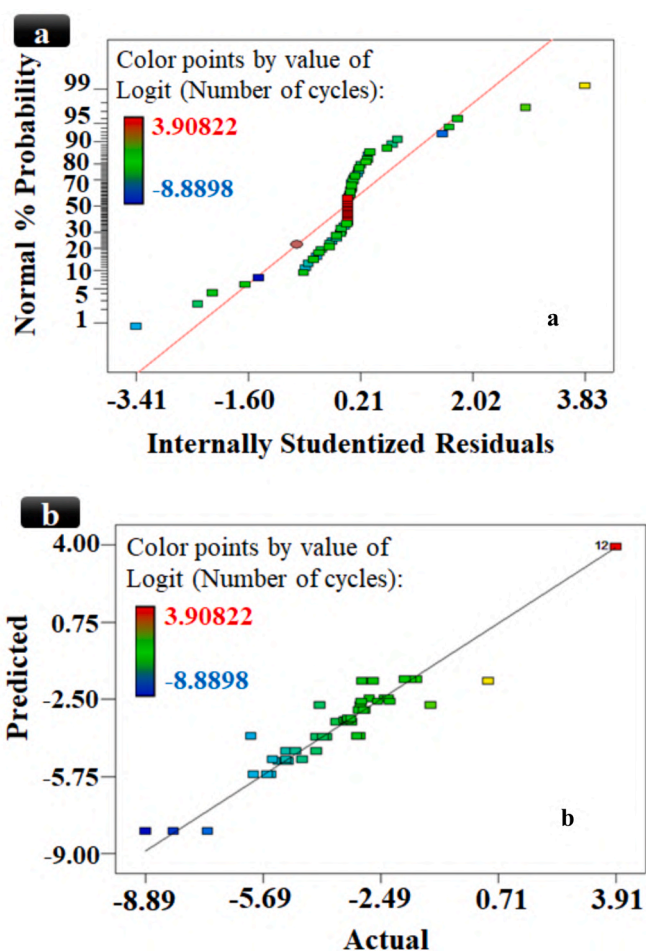 a
Color points by value of
Logit (Number of cycles):
3.90822
-8.8898
Normal % Probability
99
95
90
80
70
50
30
20
10
5
1
a
-3.41 -1.60 0.21 2.02 3.83
Internally Studentized Residuals
b
Color points by value of
Logit (Number of cycles):
3.90822
-8.8898
Predicted
4.00
0.75
-2.50
-5.75
-9.00
12
b
-8.89 -5.69 -2.49 0.71 3.91
Actual